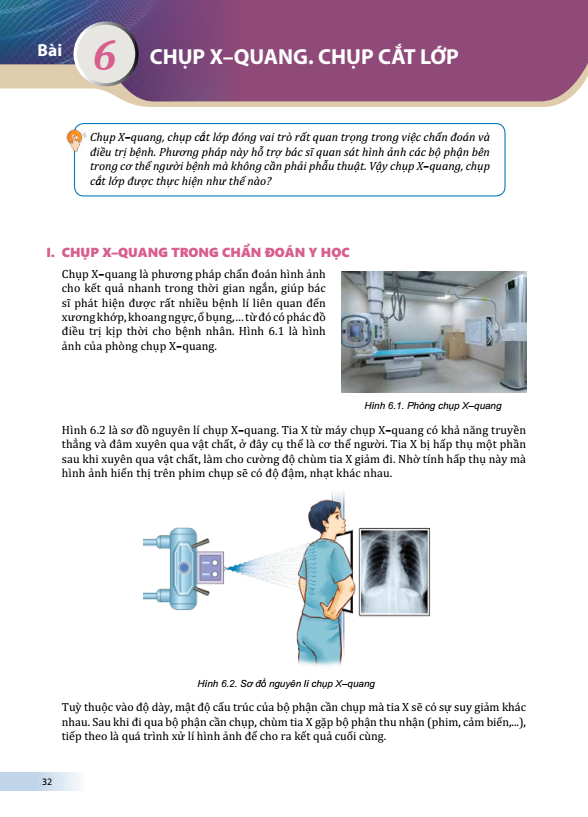 Bài
6
CHỤP X–QUANG. CHỤP CẮT LỚP
Chụp X–quang, chụp cắt lớp đóng vai trò rất quan trọng trong việc chẩn đoán và
điều trị bệnh. Phương pháp này hỗ trợ bác sĩ quan sát hình ảnh các bộ phận bên
trong cơ thể người bệnh mà không cần phải phẫu thuật. Vậy chụp X–quang, chụp
cắt lớp được thực hiện như thế nào?
I. CHỤP X–QUANG TRONG CHẨN ĐOÁN Y HỌC
Chụp X–quang là phương pháp chẩn đoán hình ảnh
cho kết quả nhanh trong thời gian ngắn, giúp bác
sĩ phát hiện được rất nhiều bệnh lí liên quan đến
xương khớp, khoang ngực, ổ bụng,... từ đó có phác đồ
điều trị kịp thời cho bệnh nhân. Hình 6.1 là hình
ảnh của phòng chụp X–quang.
Hình 6.1. Phòng chụp X–quang
Hình 6.2 là sơ đồ nguyên lí chụp X–quang. Tia X từ máy chụp X–quang có khả năng truyền
thẳng và đâm xuyên qua vật chất, ở đây cụ thể là cơ thể người. Tia X bị hấp thụ một phần
sau khi xuyên qua vật chất, làm cho cường độ chùm tia X giảm đi. Nhờ tính hấp thụ này mà
hình ảnh hiển thị trên phim chụp sẽ có độ đậm, nhạt khác nhau.
Hình 6.2. Sơ đồ nguyên lí chụp X–quang
Tuỳ thuộc vào độ dày, mật độ cấu trúc của bộ phận cần chụp mà tia X sẽ có sự suy giảm khác
nhau. Sau khi đi qua bộ phận cần chụp, chùm tia X gặp bộ phận thu nhận (phim, cảm biến,...),
tiếp theo là quá trình xử lí hình ảnh để cho ra kết quả cuối cùng.
32